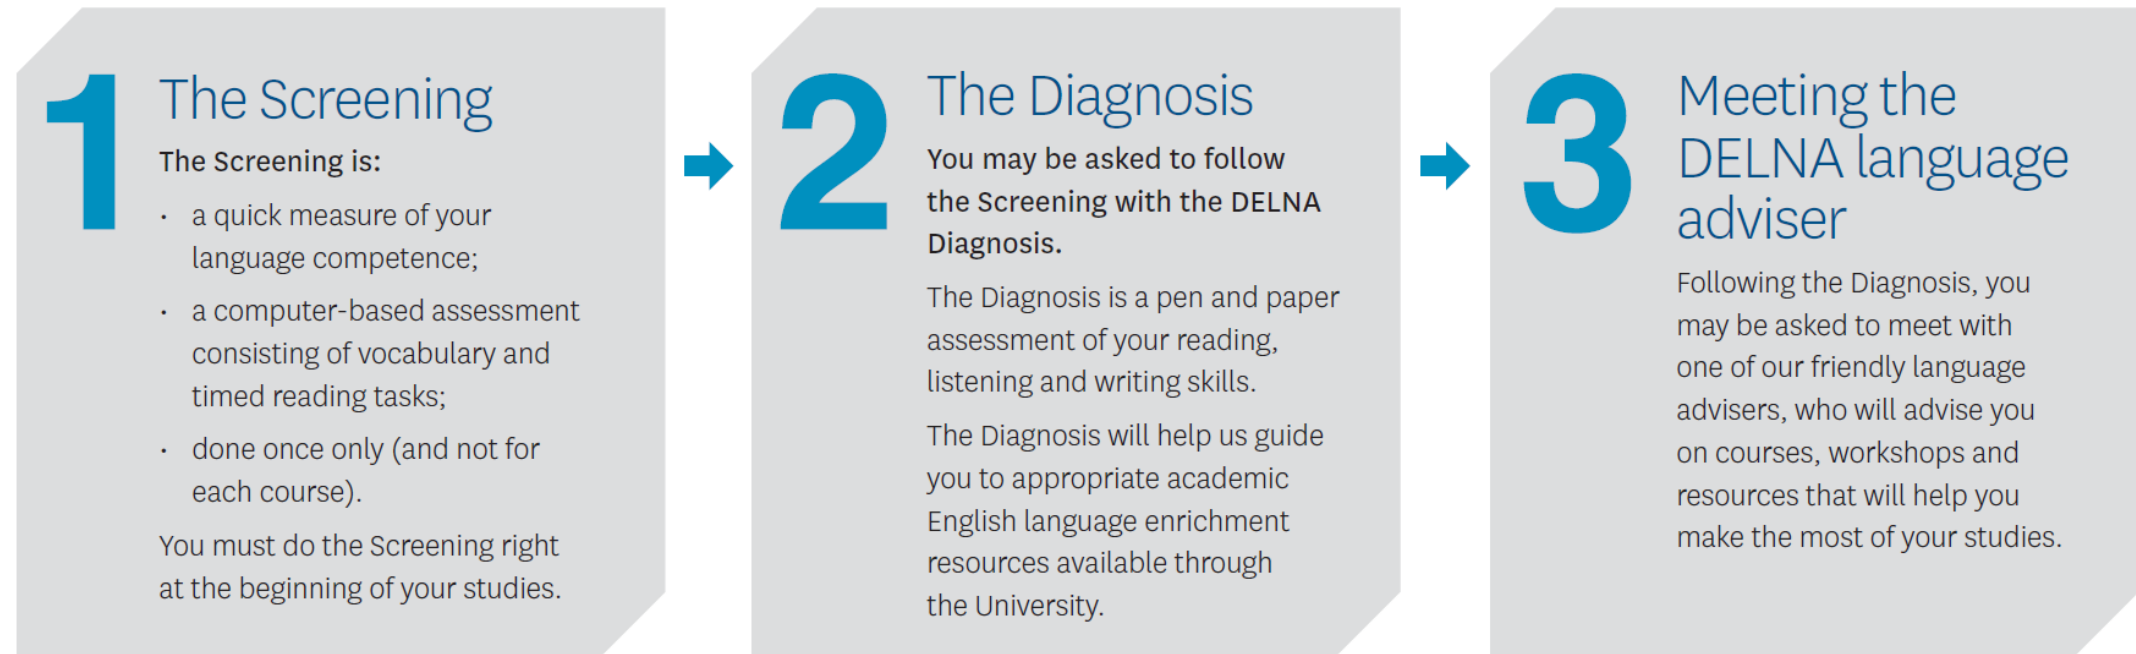 1
The Screening
The Screening is:
· a quick measure of your
language competence;
· a computer-based assessment
consisting of vocabulary and
timed reading tasks;
· done once only (and not for
each course).
You must do the Screening right
at the beginning of your studies.
2
The Diagnosis
You may be asked to follow
the Screening with the DELNA
Diagnosis.
The Diagnosis is a pen and paper
assessment of your reading,
listening and writing skills.
The Diagnosis will help us guide
you to appropriate academic
English language enrichment
resources available through
the University.
3
Meeting the
DELNA language
adviser
Following the Diagnosis, you
may be asked to meet with
one of our friendly language
advisers, who will advise you
on courses, workshops and
resources that will help you
make the most of your studies.